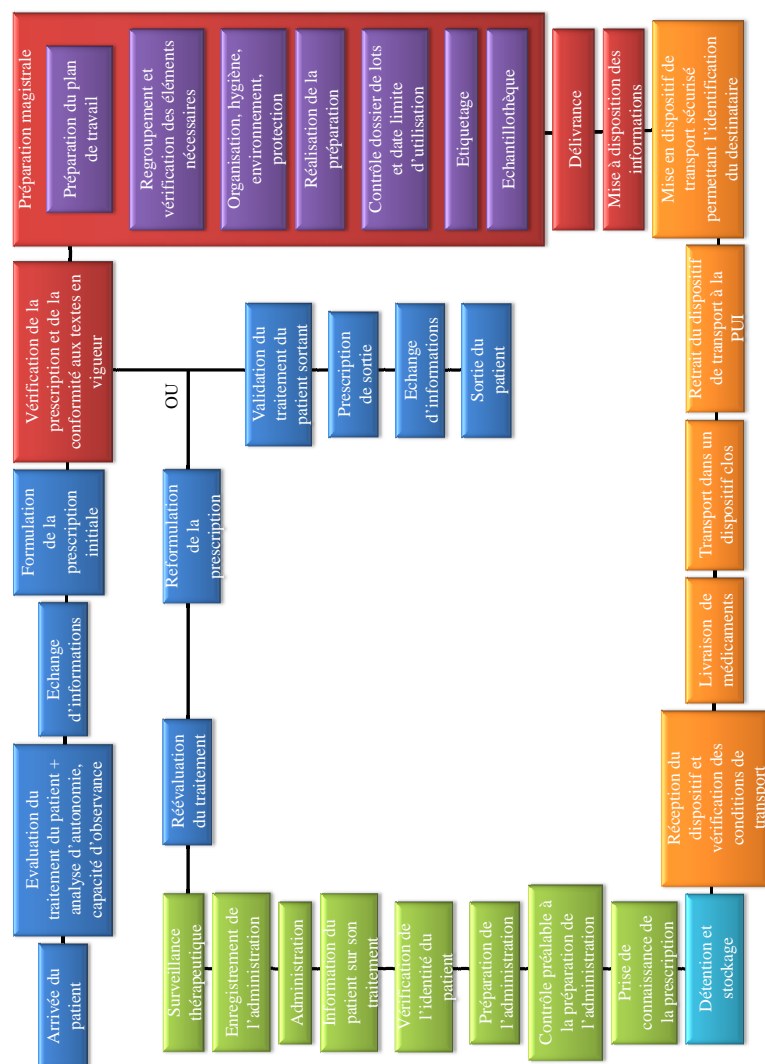 Arrivée du
patient
Evaluation du
traitement du patient +
analyse d’autonomie,
capacité d’observance
Echange
d’informations
Formulation
de la
prescription
initiale
Vérification de la
prescription et de la
conformité aux textes en
vigueur
Préparation magistrale
Préparation du plan
de travail
Regroupement et
vérification des éléments
nécessaires
Organisation, hygiène,
environnement,
protection
Réalisation de la
préparation
Contrôle dossier de lots
et date limite
d’utilisation
Etiquetage
Echantillothèque
Délivrance
Mise à disposition des
informations
Mise en dispositif de
transport sécurisé
permettant l’identification
du destinataire
Retrait du dispositif
de transport à la
PUI
Transport dans un
dispositif clos
Livraison de
médicaments
Réception du
dispositif et
vérification des
conditions de
transport
Détention et
stockage
Prise de
connaissance de
la prescription
Contrôle préalable à
la préparation de
l’administration
Préparation de
l’administration
Vérification de
l’identité du
patient
Information du
patient sur son
traitement
Administration
Enregistrement de
l’administration
Surveillance
thérapeutique
Réévaluation
du traitement
Reformulation
de la
prescription
OU
Validation du
traitement du
patient sortant
Prescription
de sortie
Echange
d’informations
Sortie du
patient